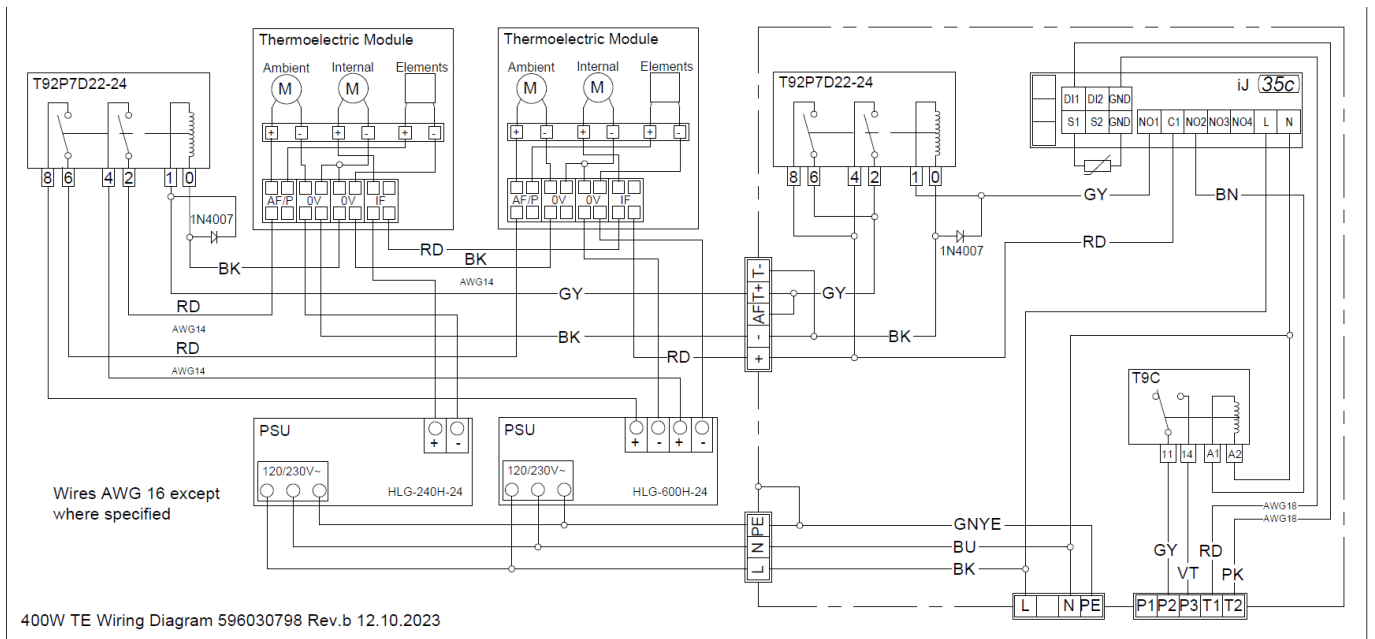 Thermoelectric Module
Thermoelectric Module
Ambient Internal Elements
Ambient Internal Elements
T92P7D22-24
T92P7D22-24
iJ 35c
M M
M M
DI1 DI2 GND
S1 S2 GND NO1 C1 NO2 NO3 NO4 L N
+ - + - + -
+ - + - + -
8 6 4 2 1 0
8 6 4 2 1 0
AF/P 0V 0V IF
AF/P 0V 0V IF
GY BN
1N4007
1N4007
RD
RD
BK
BK
AWG14
T-
T+
AF
-
+
GY
GY
RD
AWG14
BK
BK
RD
AWG14
RD
T9C
PSU
+ -
PSU
+ - + -
120/230V~
120/230V~
11 14 A1 A2
HLG-240H-24
HLG-600H-24
Wires AWG 16 except
where specified
AWG18
AWG18
PE
N
L
GNYE
BU
BK
GY RD
VT PK
L N PE
P1 P2 P3 T1 T2
400W TE Wiring Diagram 596030798 Rev.b 12.10.2023